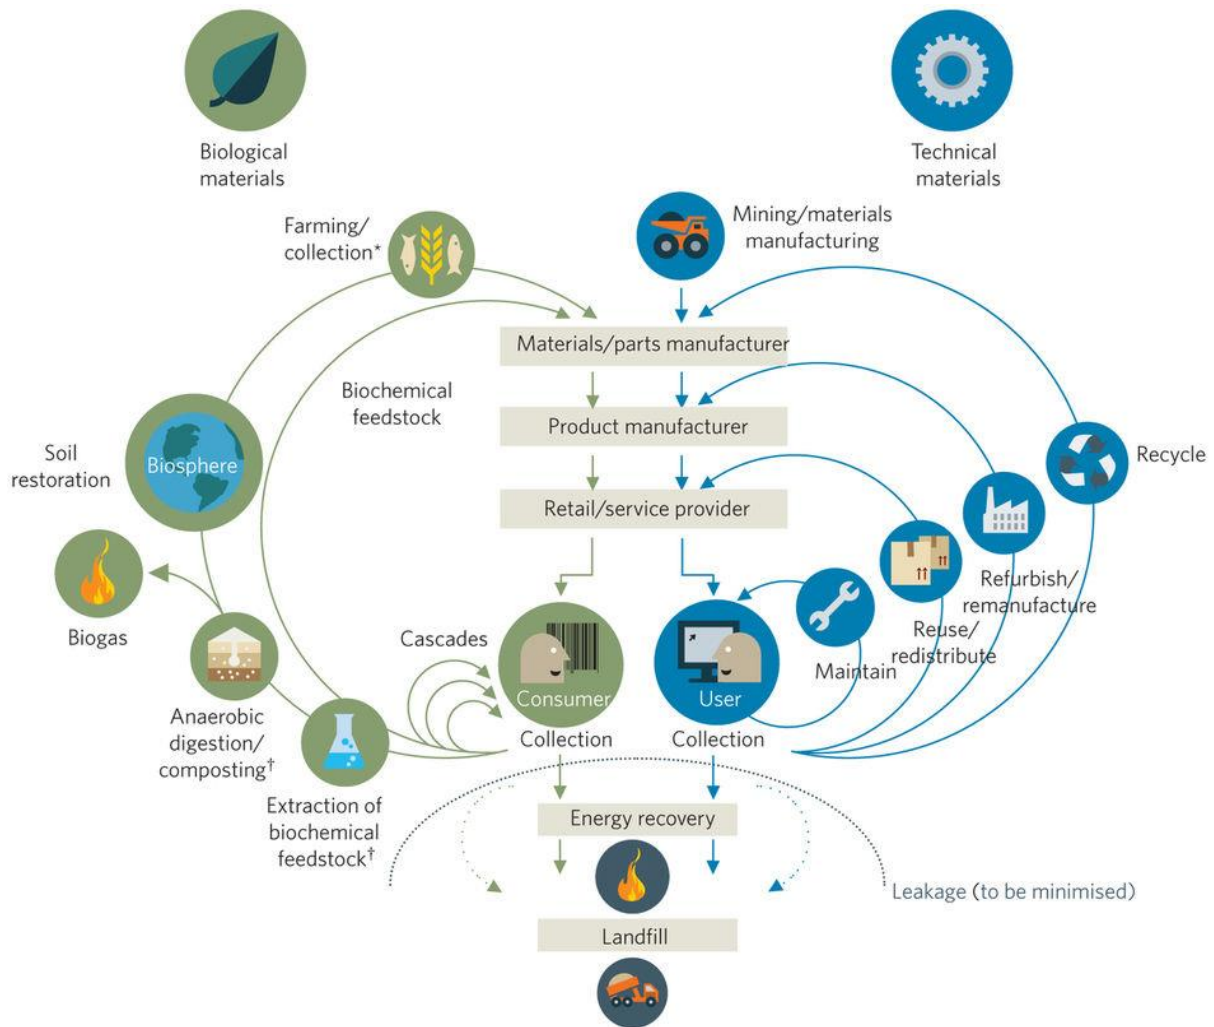 Biological
materials
Technical
materials
Farming/
collection*
Mining/materials
manufacturing
Materials/parts manufacturer
Biochemical
feedstock
Product manufacturer
Soil
restoration
Biosphere
Recycle
Retail/service provider
Biogas
Refurbish/
remanufacture
Reuse/
redistribute
Maintain
Cascades
Consumer
User
Anaerobic
digestion/
composting†
Collection
Collection
Extraction of
biochemical
feedstock†
Energy recovery
Leakage (to be minimised)
Landfill